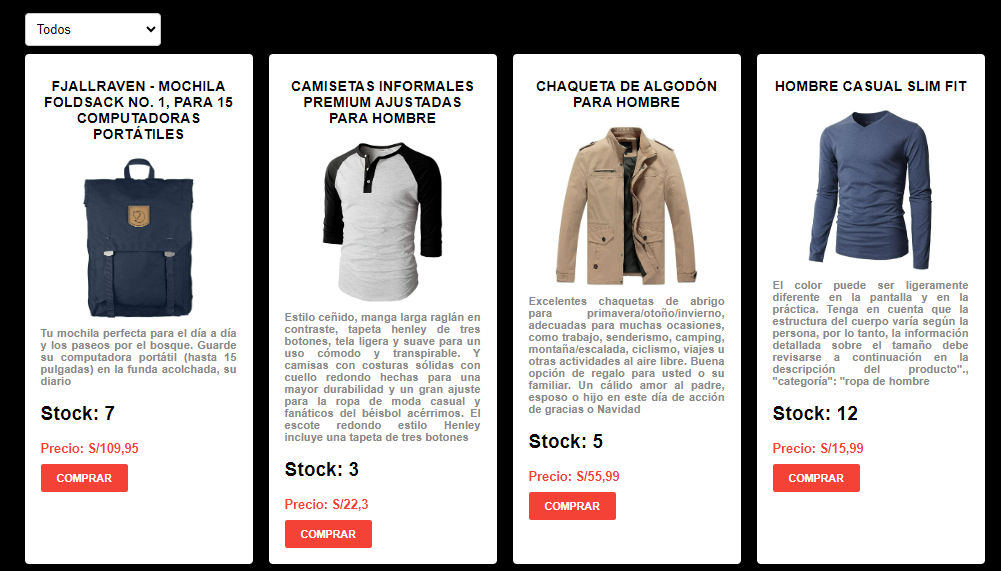 Todos
FJALLRAVEN - MOCHILA
FOLDSACK NO. 1, PARA 15
COMPUTADORAS
PORTÁTILES
Tu mochila perfecta para el día a día
y los paseos por el bosque. Guarde
su computadora portátil (hasta 15
pulgadas) en la funda acolchada, su
diario
Stock: 7
Precio: S/109,95
COMPRAR
CAMISETAS INFORMALES
PREMIUM AJUSTADAS
PARA HOMBRE
Estilo ceñido, manga larga raglán en
contraste, tapeta henley de tres
botones, tela ligera y suave para un
uso cómodo y transpirable. Y
camisas con costuras sólidas con
cuello redondo hechas para una
mayor durabilidad y un gran ajuste
para la ropa de moda casual y
fanáticos del béisbol acérrimos. El
escote redondo estilo Henley
incluye una tapeta de tres botones
Stock: 3
Precio: S/22,3
COMPRAR
CHAQUETA DE ALGODÓN
PARA HOMBRE
Excelentes chaquetas de abrigo
para primavera/otoño/invierno,
adecuadas para muchas ocasiones,
como trabajo, senderismo, camping,
montaña/escalada, ciclismo, viajes u
otras actividades al aire libre. Buena
opción de regalo para usted o su
familiar. Un cálido amor al padre,
esposo o hijo en este día de acción
de gracias o Navidad
Stock: 5
Precio: S/55,99
COMPRAR
HOMBRE CASUAL SLIM FIT
El color puede ser ligeramente
diferente en la pantalla y en la
práctica. Tenga en cuenta que la
estructura del cuerpo varía según la
persona, por lo tanto, la información
detallada sobre el tamaño debe
revisarse a continuación en la
descripción del producto".,
"categoría": "ropa de hombre
Stock: 12
Precio: S/15,99
COMPRAR